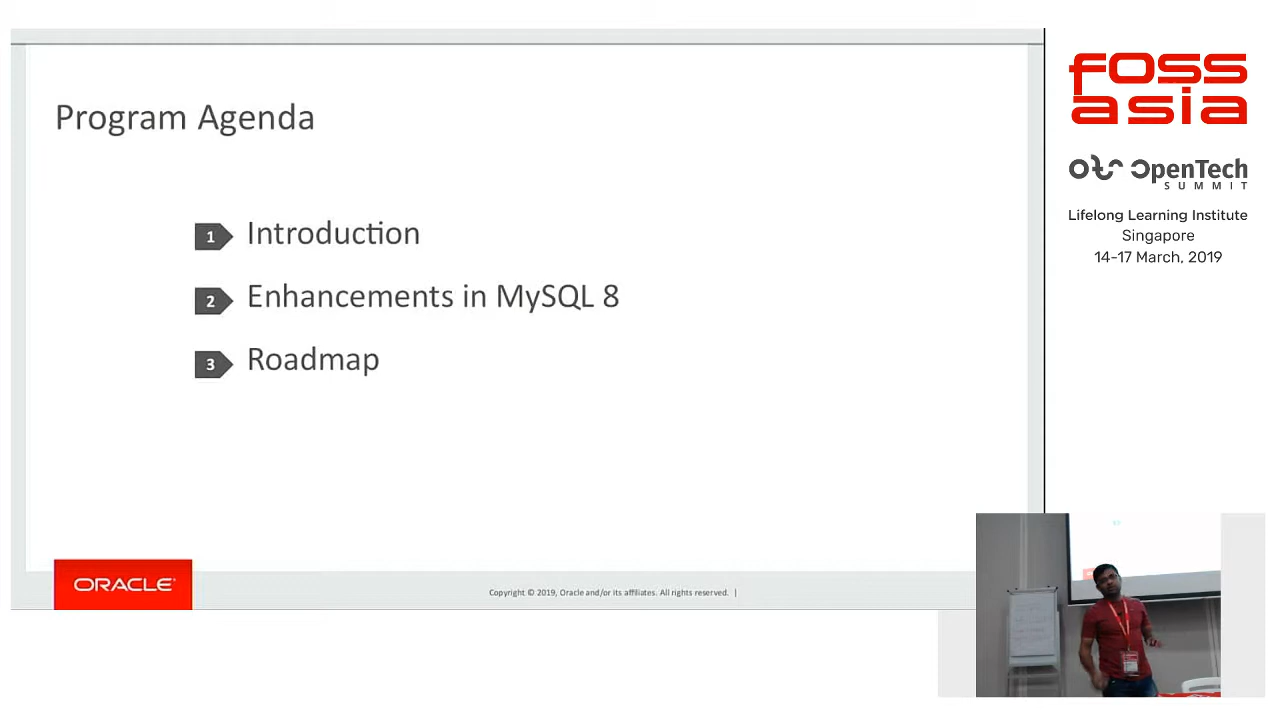 Program Agenda
1 Introduction
2 Enhancements in MySQL 8
3 Roadmap
ORACLE
Copyright © 2019, Oracle and/or its affiliates. All rights reserved. |
FOSS
asia
OpenTech
SUMMIT
Lifelong Learning Institute
Singapore
14-17 March, 2019